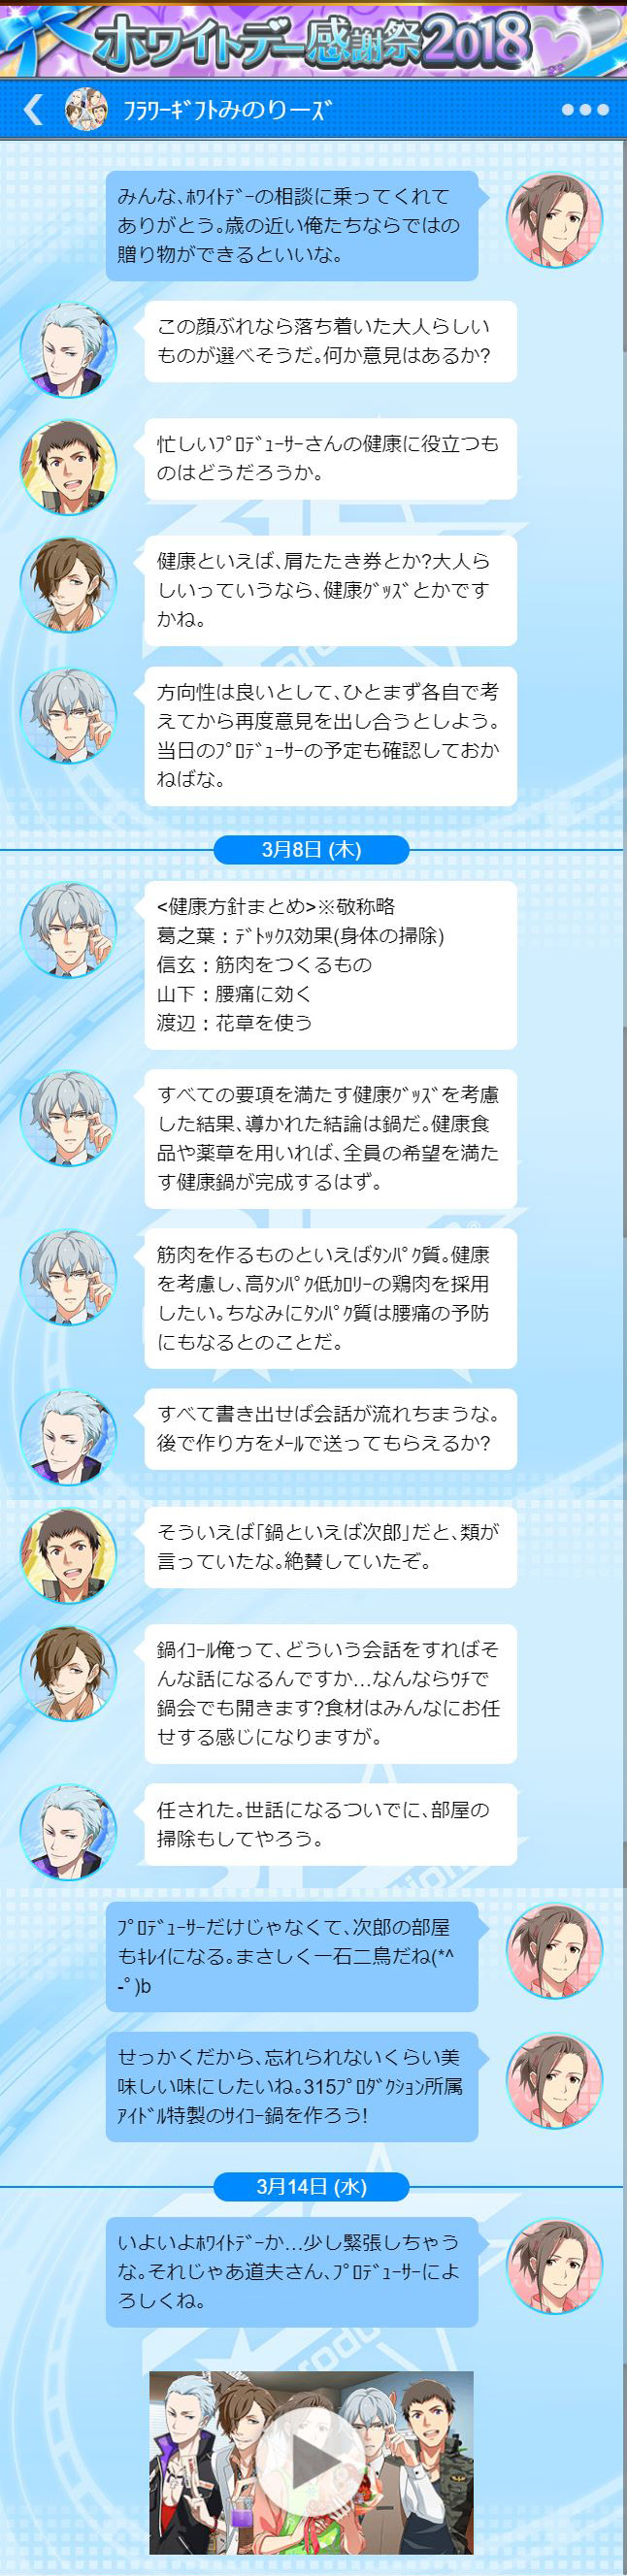 ホワイトデー感謝祭2018
ﾌﾗﾜｰｷﾞﾌﾄみのりーズ
みんな､ﾎﾜｲﾄﾃﾞｰの相談に乗ってくれて
ありがとう｡歳の近い俺たちならではの
贈り物ができるといいな｡
この顔ぶれなら落ち着いた大人らしい
ものが選べそうだ｡何か意見はあるか?
忙しいﾌﾟﾛﾃﾞｭｰｻｰさんの健康に役立つも
のはどうだろうか｡
健康といえば､肩たたき券とか?大人ら
しいっていうなら､健康ｸﾞｯｽﾞとかです
かね｡
方向性は良いとして､ひとまず各自で考
えてから再度意見を出し合うとしよう｡
当日のﾌﾟﾛﾃﾞｭｰｻｰの予定も確認しておか
ねばな｡
3月8日 (木)
<健康方針まとめ>※敬称略
葛之葉：ﾃﾞﾄｯｸｽ効果(身体の掃除)
信玄：筋肉をつくるもの
山下：腰痛に効く
渡辺：花草を使う
すべての要項を満たす健康ｸﾞｯｽﾞを考慮
した結果､導かれた結論は鍋だ｡健康食
品や薬草を用いれば､全員の希望を満た
す健康鍋が完成するはず｡
筋肉を作るものといえばﾀﾝﾊﾟｸ質｡健康
を考慮し､高ﾀﾝﾊﾟｸ低ｶﾛﾘｰの鶏肉を採用
したい｡ちなみにﾀﾝﾊﾟｸ質は腰痛の予防
にもなるとのことだ｡
すべて書き出せば会話が流れちまうな｡
後で作り方をﾒｰﾙで送ってもらえるか?
そういえば｢鍋といえば次郎｣だと､類が
言っていたな｡絶賛していたぞ｡
鍋ｲｺｰﾙ俺って､どういう会話をすればそ
んな話になるんですか…なんならｳﾁで
鍋会でも開きます?食材はみんなにお任
せする感じになりますが｡
任された｡世話になるついでに､部屋の
掃除もしてやろう｡
ﾌﾟﾛﾃﾞｭｰｻｰだけじゃなくて､次郎の部屋
もｷﾚｲになる｡まさしく一石二鳥だね(*^
-ﾟ)b
せっかくだから､忘れられないくらい美
味しい味にしたいね｡315ﾌﾟﾛﾀﾞｸｼｮﾝ所属
ｱｲﾄﾞﾙ特製のｻｲｺｰ鍋を作ろう!
3月14日 (水)
いよいよﾎﾜｲﾄﾃﾞｰか…少し緊張しちゃう
な｡それじゃあ道夫さん､ﾌﾟﾛﾃﾞｭｰｻｰによ
ろしくね｡